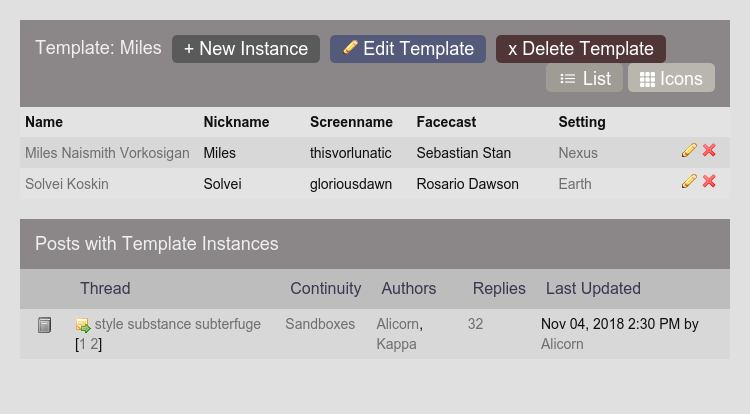 Template: Miles + New Instance Edit Template x Delete Template
List Icons
Name Nickname Screenname Facecast Setting
Miles Naismith Vorkosigan Miles thisvorlunatic Sebastian Stan Nexus
Solvei Koskin Solvei gloriousdawn Rosario Dawson Earth
Posts with Template Instances
Thread Continuity Authors Replies Last Updated
style substance subterfuge Sandboxes Alicorn, 32 Nov 04, 2018 2:30 PM by
[1 2] Kappa Alicorn